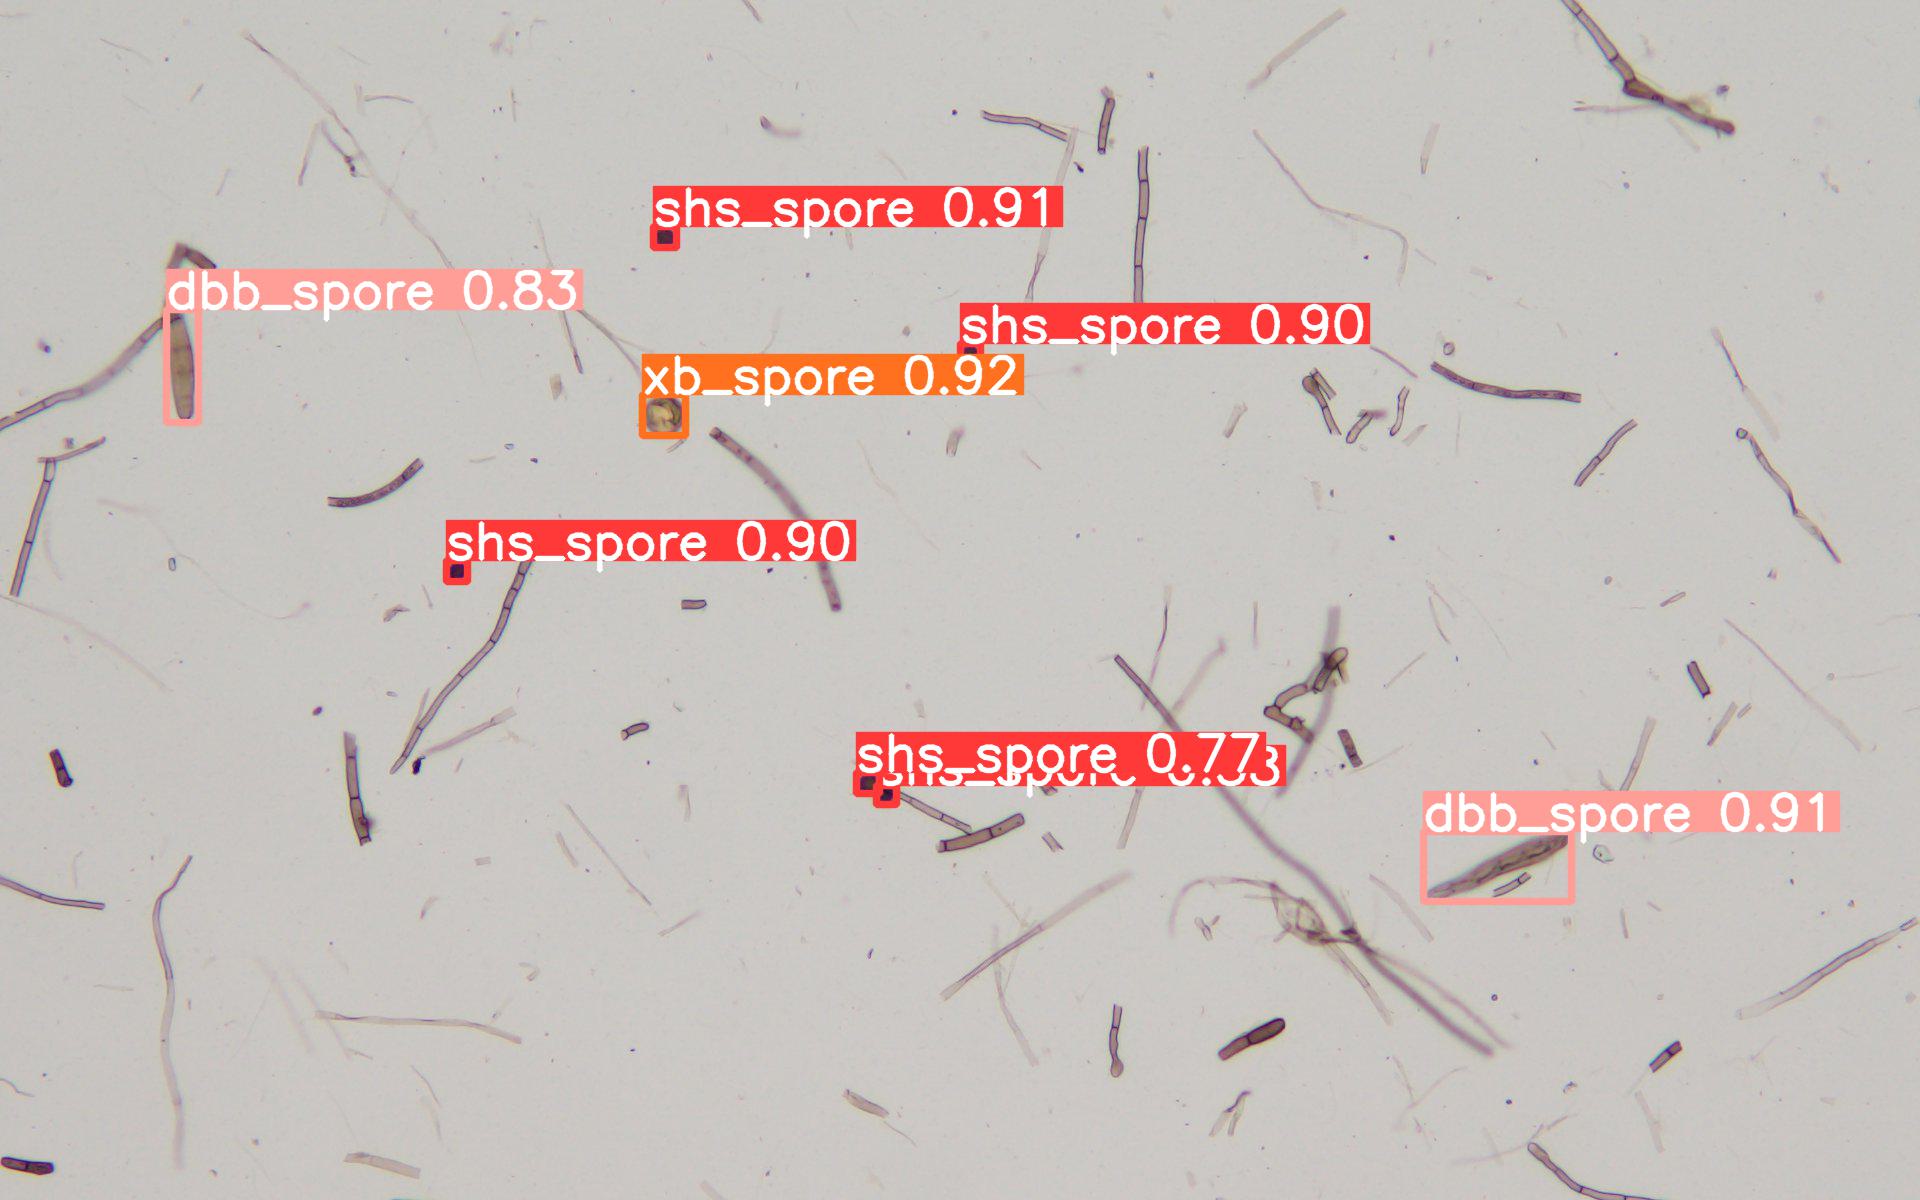 shs_spore 0.91
dbb_spore 0.83
shs_spore 0.90
xb_spore 0.92
shs_spore 0.90
shs_spore 0.77
dbb_spore 0.91